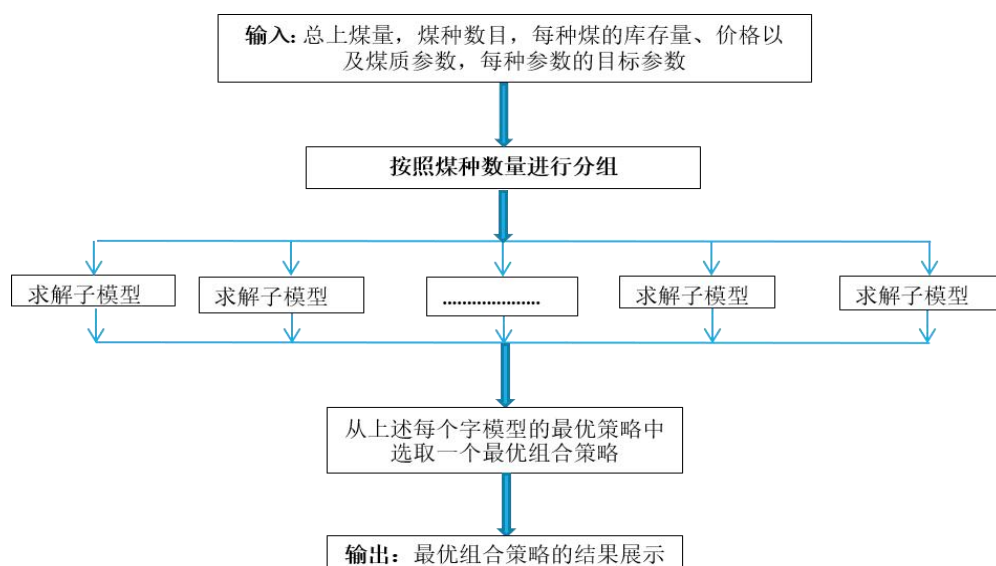 输入: 总上煤量，煤种数目，每种煤的库存量、价格以
及煤质参数，每种参数的目标参数
按照煤种数量进行分组
求解子模型
求解子模型
....................
求解子模型
求解子模型
从上述每个字模型的最优策略中
选取一个最优组合策略
输出：最优组合策略的结果展示